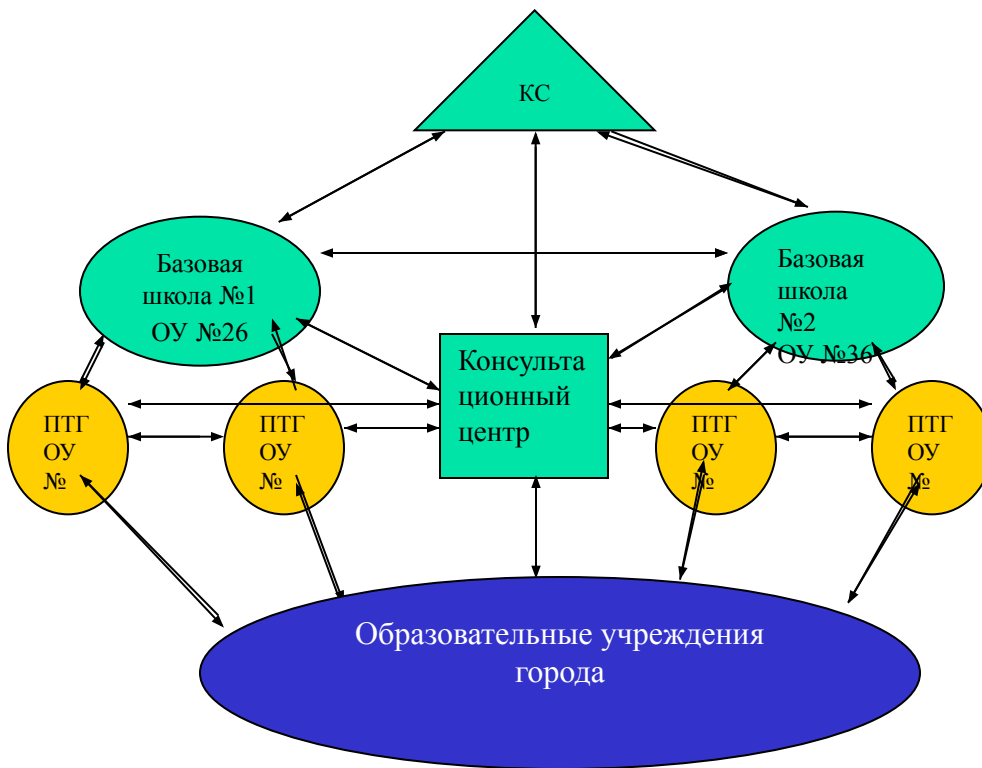 КС
Базовая
школа №1
ОУ №26
Базовая
школа
№2
ОУ №36
Консульта
ционный
центр
ПТГ
ОУ
№
ПТГ
ОУ
№
ПТГ
ОУ
№
ПТГ
ОУ
№
Образовательные учреждения
города